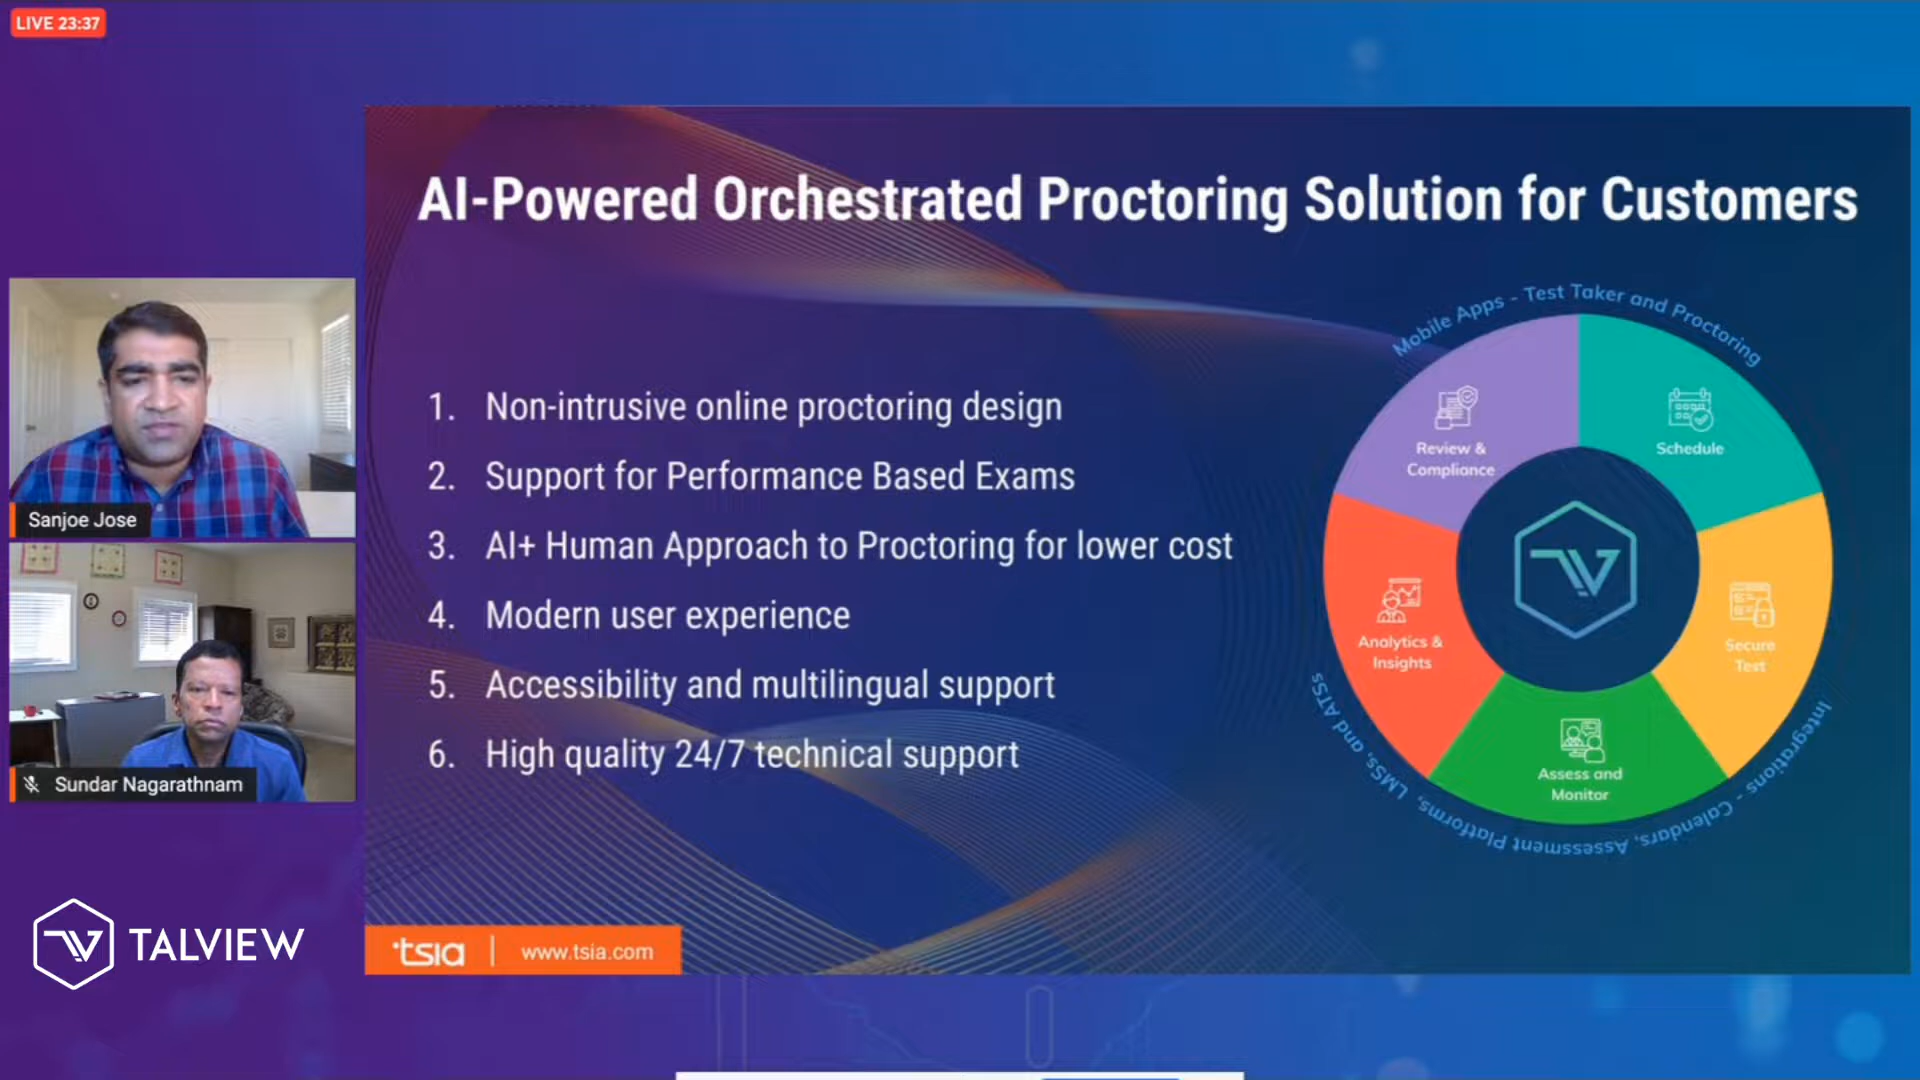 LIVE 23:37
AI-Powered Orchestrated Proctoring Solution for Customers
1. Non-intrusive online proctoring design
2. Support for Performance Based Exams
3. AI+ Human Approach to Proctoring for lower cost
4. Modern user experience
5. Accessibility and multilingual support
6. High quality 24/7 technical support
Mobile Apps - Test Taker and Proctoring
Review &
Compliance
Schedule
Analytics &
Insights
Secure
Test
Assess and
Monitor
Integrations - Calendars, Assessment Platforms, LMSs, and ATSs
Sanjoe Jose
Sundar Nagarathnam
TALVIEW
tsia | www.tsia.com